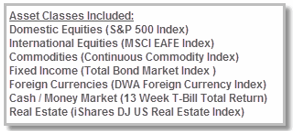 Asset Classes Included:
Domestic Equities (S&P 500 Index)
International Equities (MSCI EAFE Index)
Commodities (Continuous Commodity Index)
Fixed Income (Total Bond Market Index )
Foreign Currencies (DWA Foreign Currency Index)
Cash / Money Market (13 Week T-Bill Total Return)
Real Estate (iShares DJ US Real Estate Index)